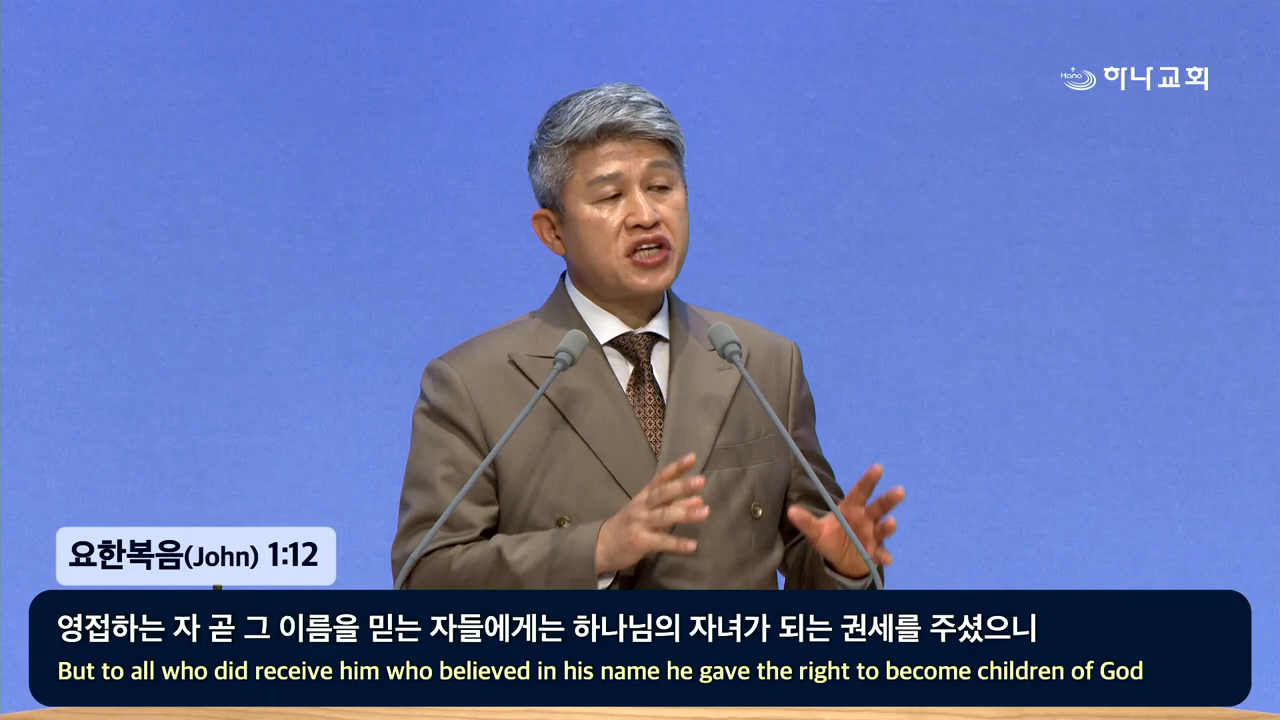 Hana 하나교회
요한복음(John) 1:12
영접하는 자 곧 그 이름을 믿는 자들에게는 하나님의 자녀가 되는 권세를 주셨으니
But to all who did receive him who believed in his name he gave the right to become children of God